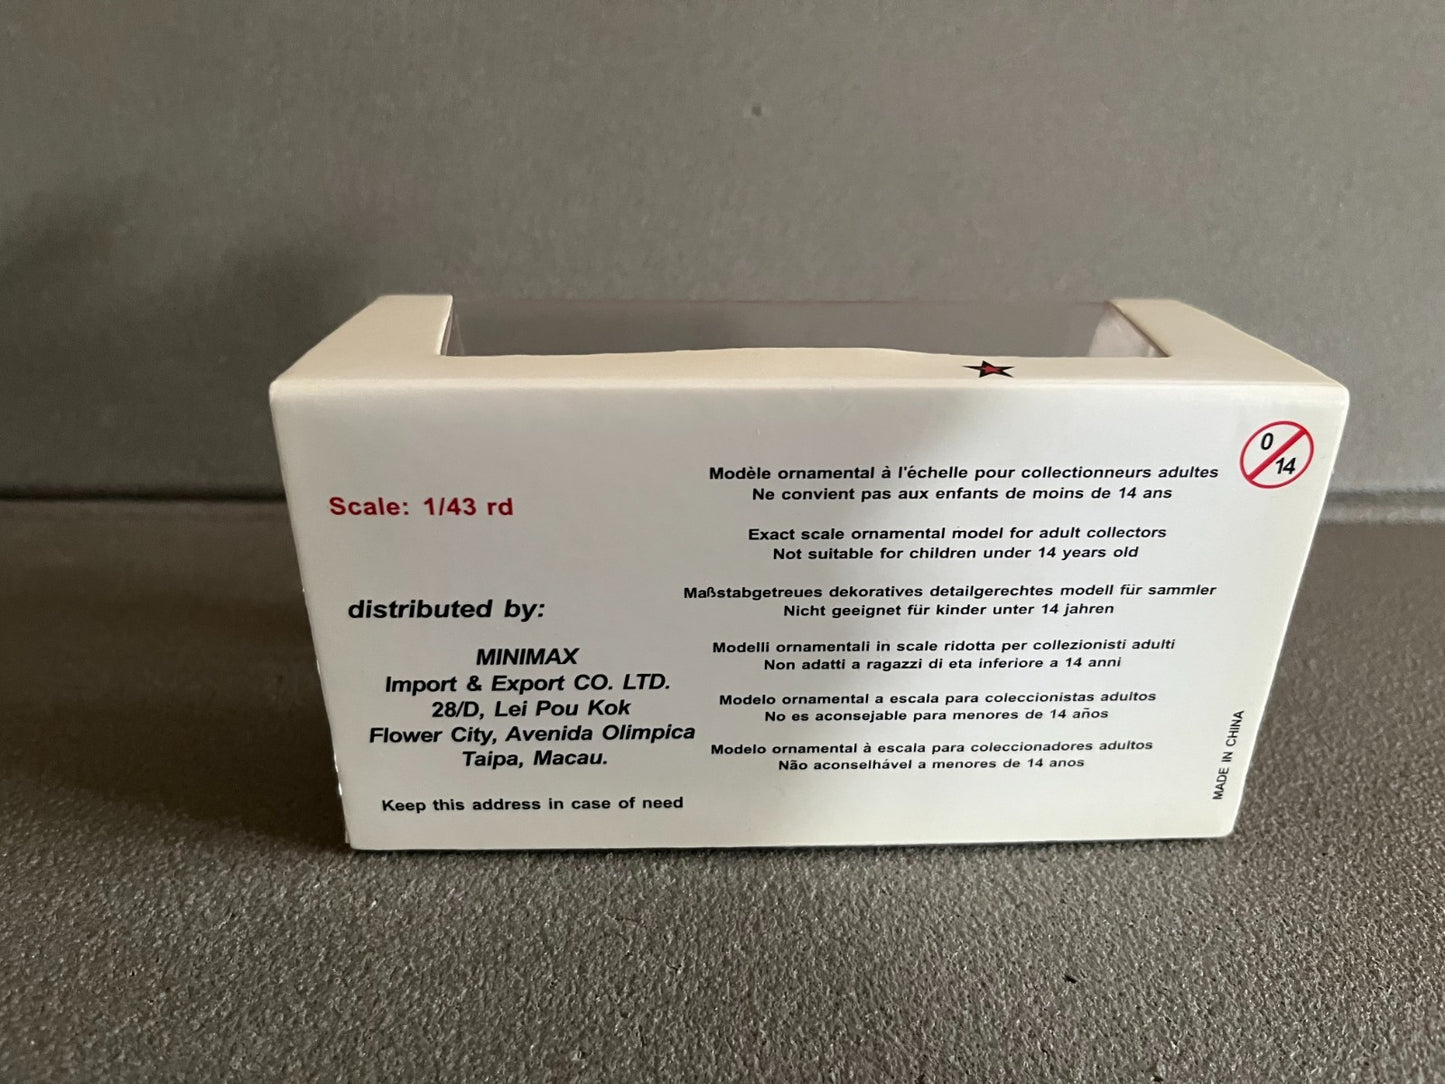 Scale: 1/43 rd
distributed by:
MINIMAX
Import & Export CO. LTD.
28/D, Lei Pou Kok
Flower City, Avenida Olimpica
Taipa, Macau.
Keep this address in case of need
Modèle ornamental à l'échelle pour collectionneurs adultes
Ne convient pas aux enfants de moins de 14 ans
Exact scale ornamental model for adult collectors
Not suitable for children under 14 years old
Maßstabgetreues dekoratives detailgerechtes modell für sammler
Nicht geeignet für kinder unter 14 jahren
Modelli ornamentali in scale ridotta per collezionisti adulti
Non adatti a ragazzi di eta inferiore a 14 anni
Modelo ornamental a escala para coleccionistas adultos
No es aconsejable para menores de 14 años
Modelo ornamental à escala para coleccionadores adultos
Não aconselhável a menores de 14 anos
0
14
MADE IN CHINA